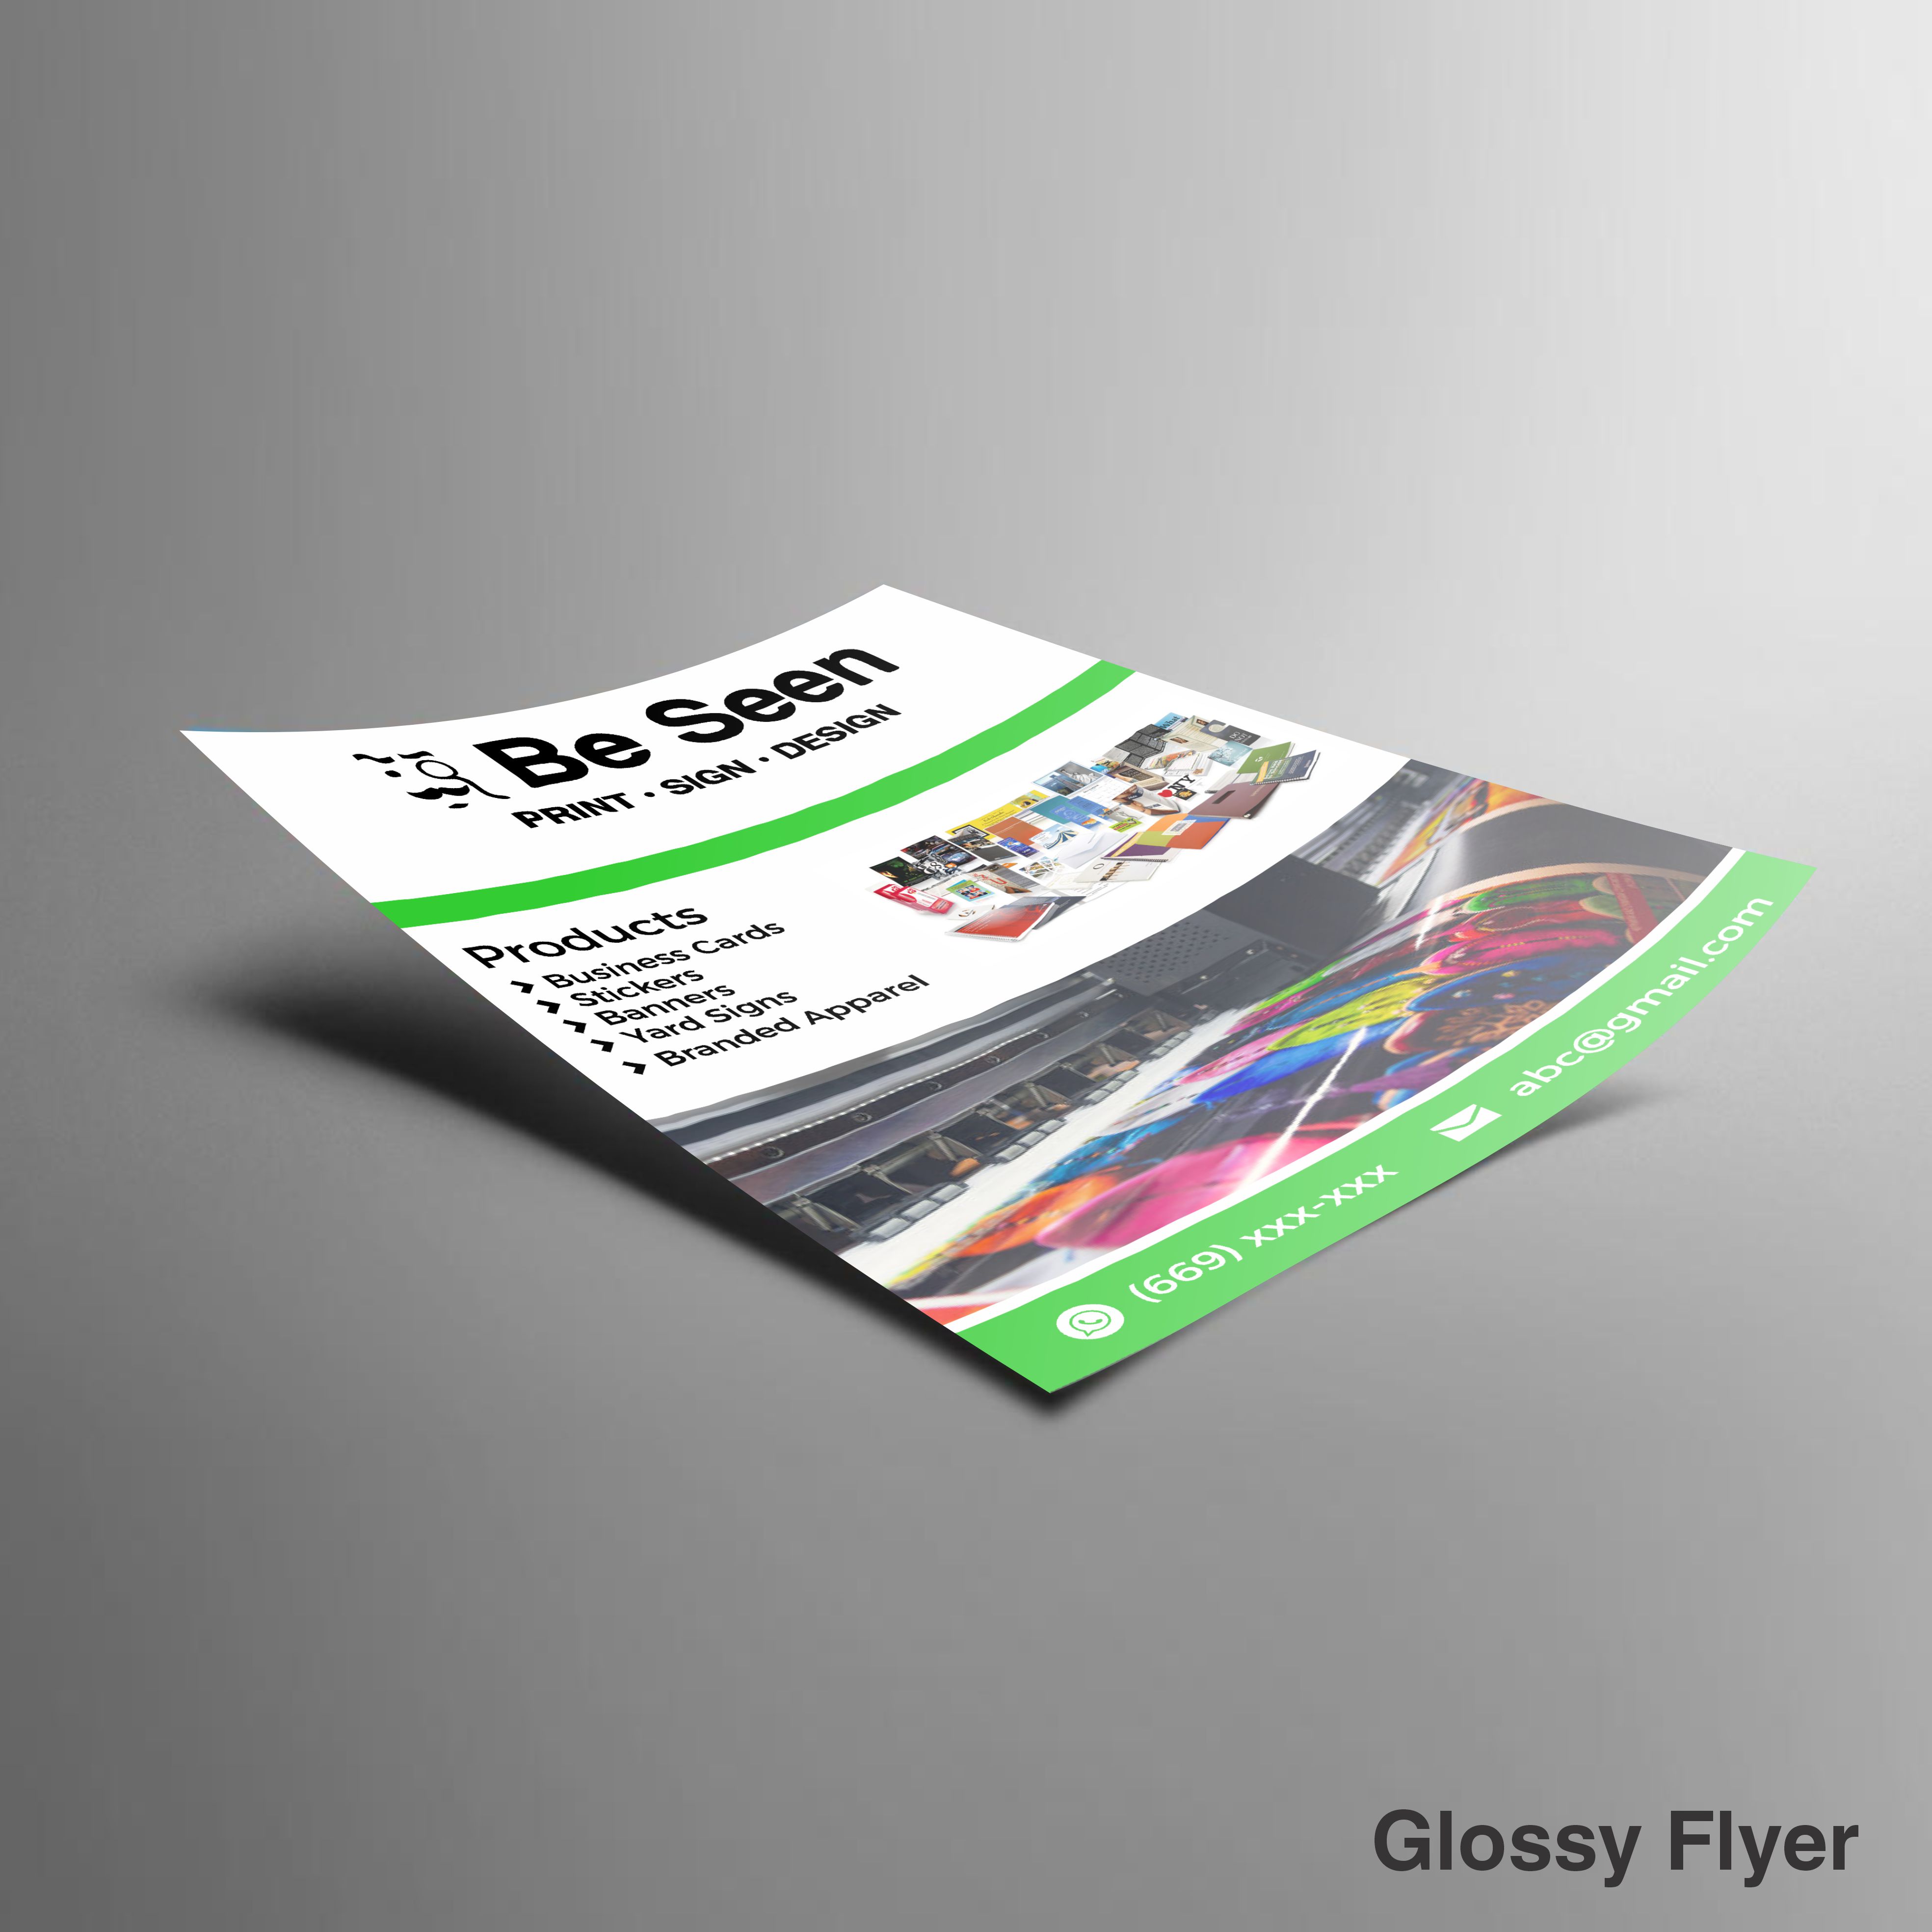 Be Seen
PRINT • SIGN • DESIGN
Products
Business Cards
Stickers
Banners
Yard Signs
Branded Apparel
(669) xxx-xxx
abc@gmail.com
Glossy Flyer